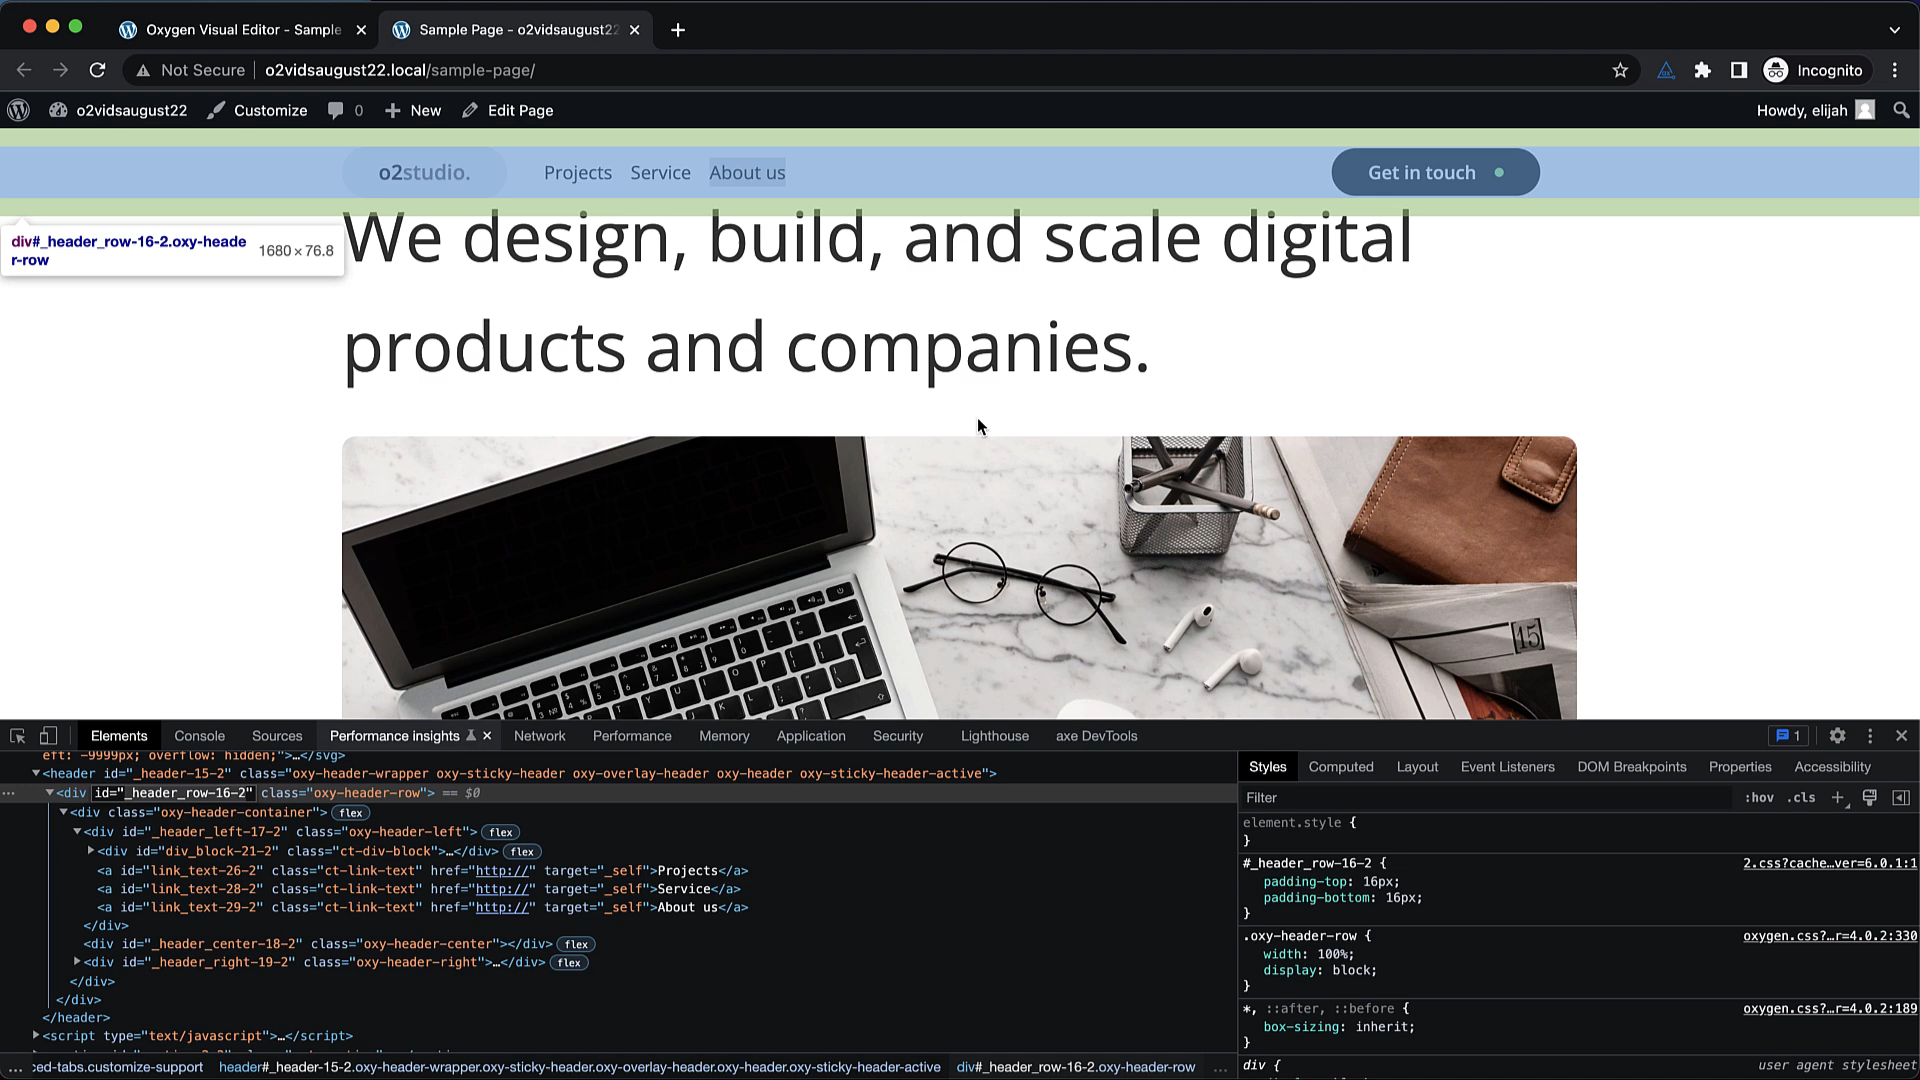 Oxygen Visual Editor - Sample
Sample Page - o2vidsaugust22
Not Secure
o2vidsaugust22.local/sample-page/
Incognito
o2vidsaugust22
Customize
0
New
Edit Page
Howdy, elijah
o2studio.
Projects
Service
About us
Get in touch
div#_header_row-16-2.oxy-heade
r-row
1680 × 76.8
We design, build, and scale digital
products and companies.
15
Elements
Console
Sources
Performance insights
Network
Performance
Memory
Application
Security
Lighthouse
axe DevTools
1
eft: -9999px; overflow: hidden;">…</svg>
<header id="_header-15-2" class="oxy-header-wrapper oxy-sticky-header oxy-overlay-header oxy-header oxy-sticky-header-active">
<div id="_header_row-16-2" class="oxy-header-row"> == $0
<div class="oxy-header-container"> flex
<div id="_header_left-17-2" class="oxy-header-left"> flex
<div id="div_block-21-2" class="ct-div-block">…</div> flex
<a id="link_text-26-2" class="ct-link-text" href="http://" target="_self">Projects</a>
<a id="link_text-28-2" class="ct-link-text" href="http://" target="_self">Service</a>
<a id="link_text-29-2" class="ct-link-text" href="http://" target="_self">About us</a>
</div>
<div id="_header_center-18-2" class="oxy-header-center"></div> flex
<div id="_header_right-19-2" class="oxy-header-right">…</div> flex
</div>
</div>
</header>
<script type="text/javascript">…</script>
... ced-tabs.customize-support
header#_header-15-2.oxy-header-wrapper.oxy-sticky-header.oxy-overlay-header.oxy-header.oxy-sticky-header-active
div#_header_row-16-2.oxy-header-row
...
Styles
Computed
Layout
Event Listeners
DOM Breakpoints
Properties
Accessibility
Filter
:hov .cls
element.style {
}
#_header_row-16-2 { 2.css?cache…ver=6.0.1:1
padding-top: 16px;
padding-bottom: 16px;
}
.oxy-header-row { oxygen.css?…r=4.0.2:330
width: 100%;
display: block;
}
*, ::after, ::before { oxygen.css?…r=4.0.2:189
box-sizing: inherit;
}
div { user agent stylesheet